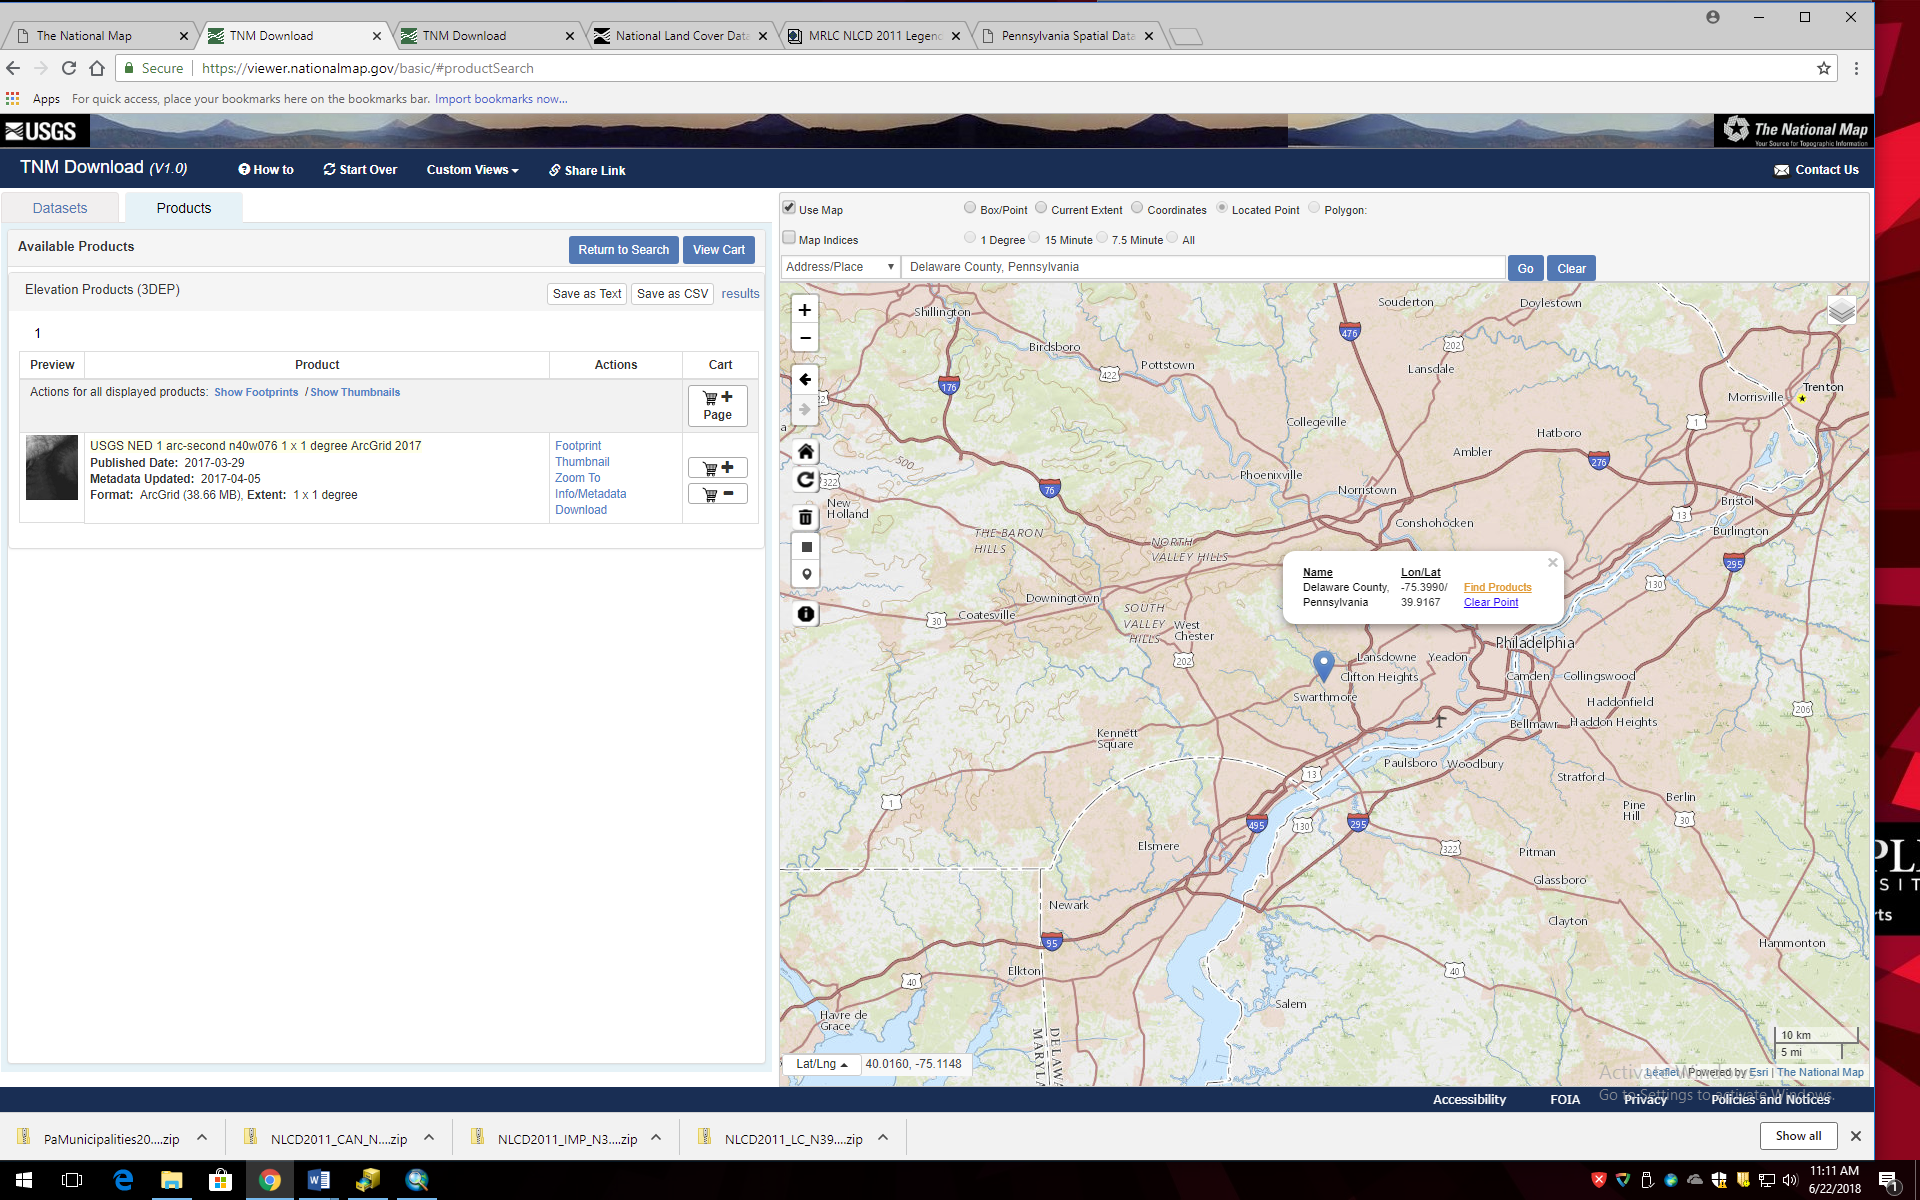 The National Map
TNM Download
TNM Download
National Land Cover Dat
MRLC NLCD 2011 Legen
Pennsylvania Spatial Data
Secure
https://viewer.nationalmap.gov/basic/#productSearch
Apps For quick access, place your bookmarks here on the bookmarks bar. Import bookmarks now...
USGS
The National Map
Your Source for Topographic Information
TNM Download (V1.0)
How to
Start Over
Custom Views
Share Link
Contact Us
Datasets
Products
Available Products
Return to Search
View Cart
Elevation Products (3DEP)
Save as Text
Save as CSV
results
1
Preview
Product
Actions
Cart
Actions for all displayed products: Show Footprints / Show Thumbnails
Page
USGS NED 1 arc-second n40w076 1 x 1 degree ArcGrid 2017
Published Date: 2017-03-29
Metadata Updated: 2017-04-05
Format: ArcGrid (38.66 MB), Extent: 1 x 1 degree
Footprint
Thumbnail
Zoom To
Info/Metadata
Download
Use Map
Box/Point
Current Extent
Coordinates
Located Point
Polygon:
Map Indices
1 Degree
15 Minute
7.5 Minute
All
Address/Place
Delaware County, Pennsylvania
Go
Clear
Shillington
Birdsboro
Pottstown
Souderton
Doylestown
476
202
Lansdale
176
422
Trenton
Morrisville
1
Collegeville
Hatboro
Ambler
276
500
Phoenixville
Norristown
76
322
New
Holland
THE BARON
HILLS
Conshohocken
Bristol
13
Burlington
NORTH
VALLEY HILLS
295
130
Name
Lon/Lat
Delaware County,
Pennsylvania
-75.3990/
39.9167
Find Products
Clear Point
Downingtown
30
Coatesville
SOUTH
VALLEY
HILLS
West
Chester
202
Philadelphia
Lansdowne
Yeadon
Clifton Heights
Camden
Collingswood
Swarthmore
Haddonfield
206
Bellmawr
Haddon Heights
Kennett
Square
Paulsboro
Woodbury
13
Stratford
1
Pine
Hill
Berlin
30
495
130
295
Elsmere
322
Pitman
Glassboro
Newark
Clayton
95
Hammonton
Elkton
40
40
Salem
Havre de
Grace
MARYLA
DELAWA
10 km
5 mi
Lat/Lng
40.0160, -75.1148
Activate Windows
Leaflet | Powered by Esri | The National Map
Go to Settings to activate Windows.
Accessibility
FOIA
Privacy
Policies and Notices
PaMunicipalities20....zip
NLCD2011_CAN_N....zip
NLCD2011_IMP_N3....zip
NLCD2011_LC_N39....zip
Show all
PL
SIT
rts
11:11 AM
6/22/2018
1